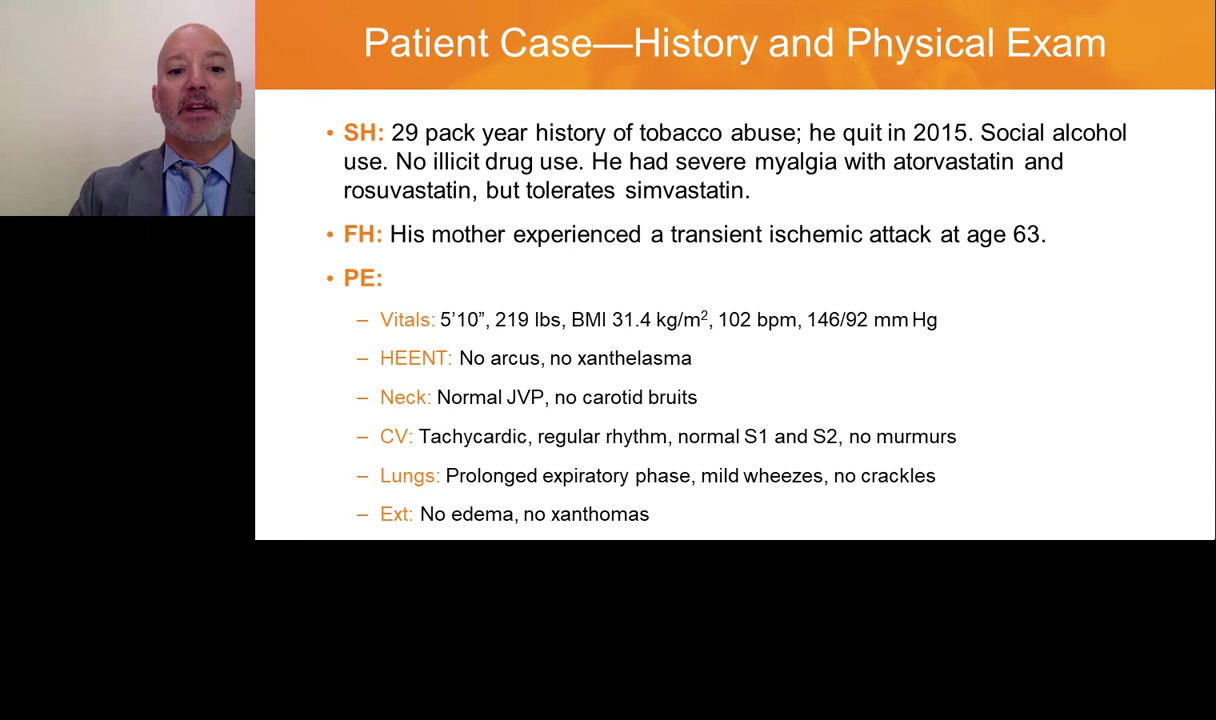 Patient Case—History and Physical Exam
• SH: 29 pack year history of tobacco abuse; he quit in 2015. Social alcohol
use. No illicit drug use. He had severe myalgia with atorvastatin and
rosuvastatin, but tolerates simvastatin.
• FH: His mother experienced a transient ischemic attack at age 63.
• PE:
– Vitals: 5’10”, 219 lbs, BMI 31.4 kg/m², 102 bpm, 146/92 mm Hg
– HEENT: No arcus, no xanthelasma
– Neck: Normal JVP, no carotid bruits
– CV: Tachycardic, regular rhythm, normal S1 and S2, no murmurs
– Lungs: Prolonged expiratory phase, mild wheezes, no crackles
– Ext: No edema, no xanthomas